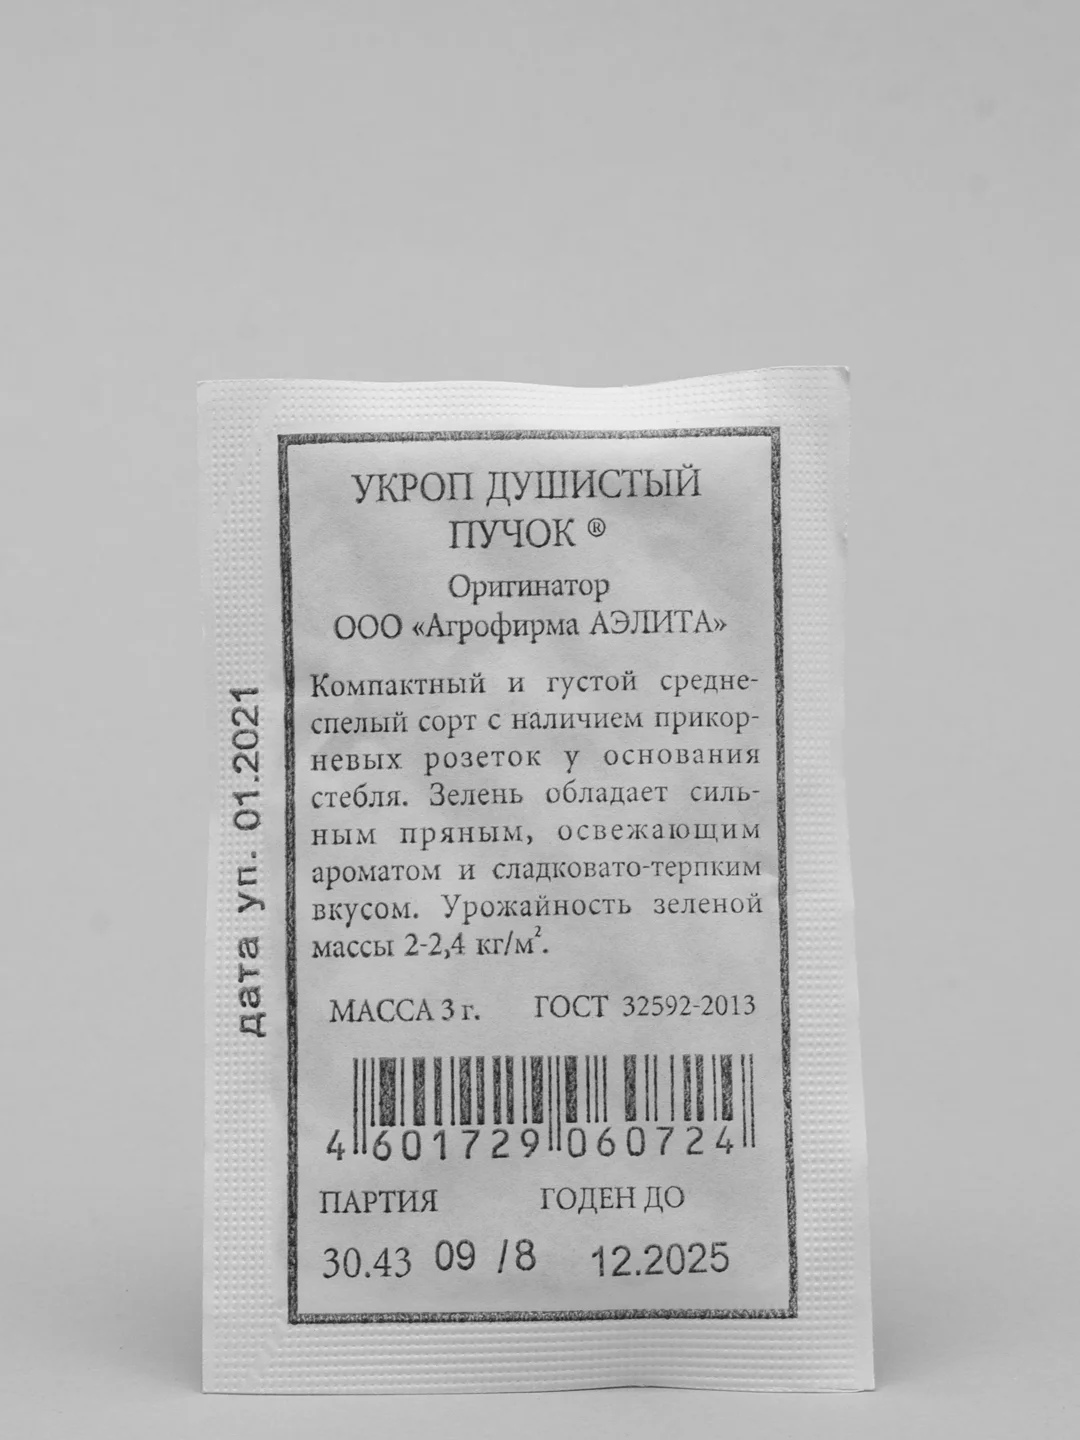 УКРОП ДУШИСТЫЙ
ПУЧОК ®
Оригинатор
ООО «Агрофирма АЭЛИТА»
Компактный и густой средне-
спелый сорт с наличием прикор-
невых розеток у основания
стебля. Зелень обладает силь-
ным пряным, освежающим
ароматом и сладковато-терпким
вкусом. Урожайность зеленой
массы 2-2,4 кг/м².
МАССА 3 г. ГОСТ 32592-2013
4 601729 060724
ПАРТИЯ ГОДЕН ДО
30.43 09 /8 12.2025
дата уп. 01.2021